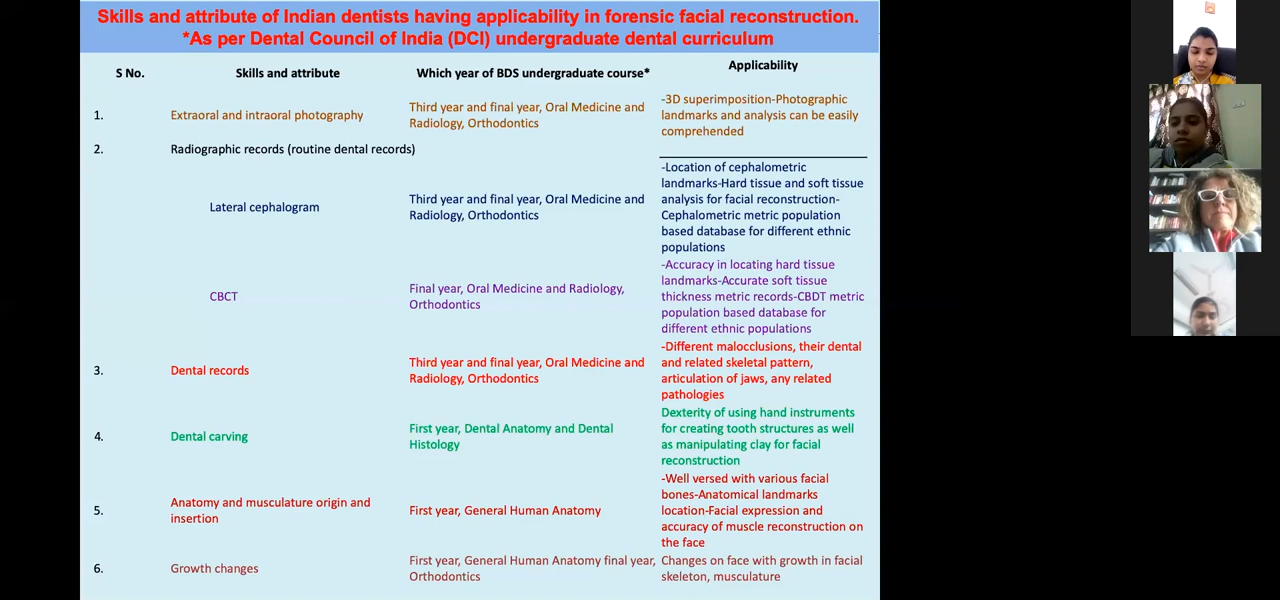 Skills and attribute of Indian dentists having applicability in forensic facial reconstruction.
*As per Dental Council of India (DCI) undergraduate dental curriculum
S No.
Skills and attribute
Which year of BDS undergraduate course*
Applicability
1.
Extraoral and intraoral photography
Third year and final year, Oral Medicine and
Radiology, Orthodontics
-3D superimposition-Photographic
landmarks and analysis can be easily
comprehended
2.
Radiographic records (routine dental records)
Lateral cephalogram
Third year and final year, Oral Medicine and
Radiology, Orthodontics
-Location of cephalometric
landmarks-Hard tissue and soft tissue
analysis for facial reconstruction-
Cephalometric metric population
based database for different ethnic
populations
CBCT
Final year, Oral Medicine and Radiology,
Orthodontics
-Accuracy in locating hard tissue
landmarks-Accurate soft tissue
thickness metric records-CBDT metric
population based database for
different ethnic populations
3.
Dental records
Third year and final year, Oral Medicine and
Radiology, Orthodontics
-Different malocclusions, their dental
and related skeletal pattern,
articulation of jaws, any related
pathologies
4.
Dental carving
First year, Dental Anatomy and Dental
Histology
Dexterity of using hand instruments
for creating tooth structures as well
as manipulating clay for facial
reconstruction
5.
Anatomy and musculature origin and
insertion
First year, General Human Anatomy
-Well versed with various facial
bones-Anatomical landmarks
location-Facial expression and
accuracy of muscle reconstruction on
the face
6.
Growth changes
First year, General Human Anatomy final year,
Orthodontics
Changes on face with growth in facial
skeleton, musculature